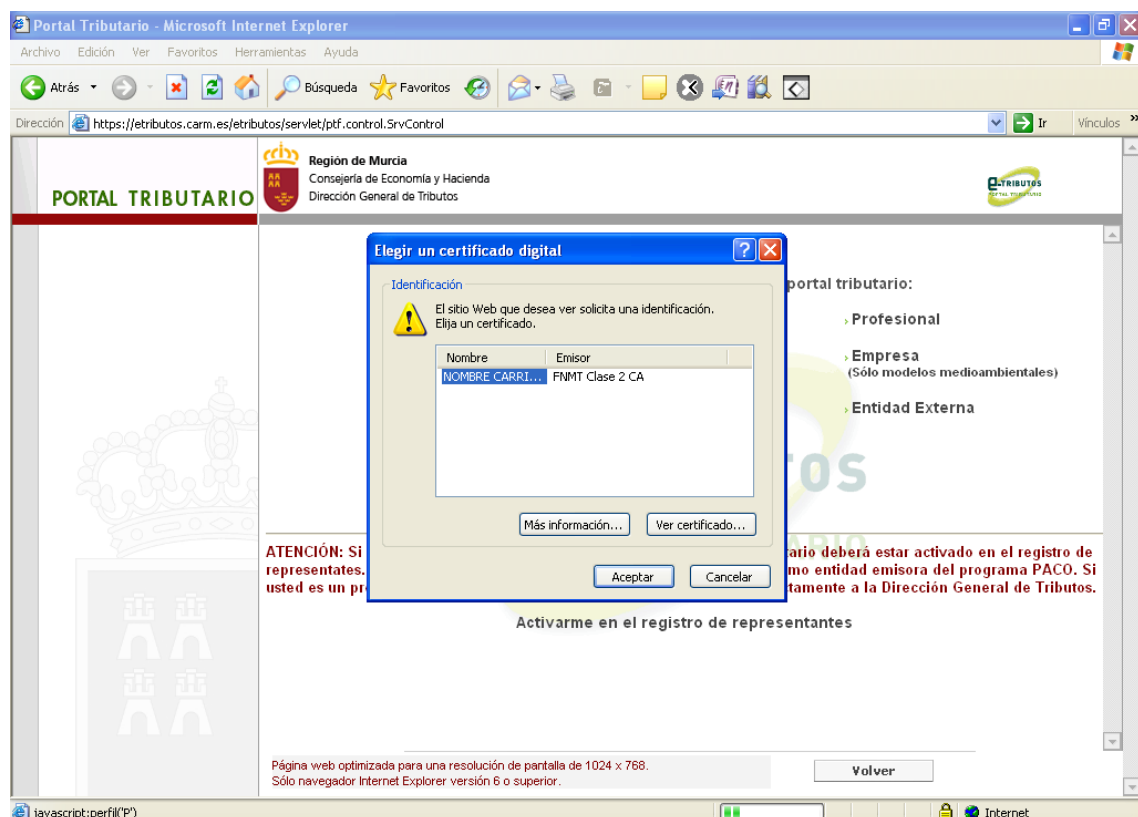 Portal Tributario - Microsoft Internet Explorer
Archivo Edición Ver Favoritos Herramientas Ayuda
Atrás Búsqueda Favoritos
Dirección https://etributos.carm.es/etributos/servlet/ptf.control.SrvControl Ir Vínculos »
PORTAL TRIBUTARIO
Región de Murcia
Consejería de Economía y Hacienda
Dirección General de Tributos
e-TRIBUTOS
Elegir un certificado digital
Identificación
El sitio Web que desea ver solicita una identificación.
Elija un certificado.
Nombre Emisor
NOMBRE CARRI... FNMT Clase 2 CA
Más información... Ver certificado...
Aceptar Cancelar
portal tributario:
Profesional
Empresa
(Sólo modelos medioambientales)
Entidad Externa
TOS
ARIO
ATENCIÓN: Si tario deberá estar activado en el registro de
representates. mo entidad emisora del programa PACO. Si
usted es un pr ctamente a la Dirección General de Tributos.
Activarme en el registro de representantes
Página web optimizada para una resolución de pantalla de 1024 x 768.
Sólo navegador Internet Explorer versión 6 o superior.
Volver
javascript:perfil('P') Internet